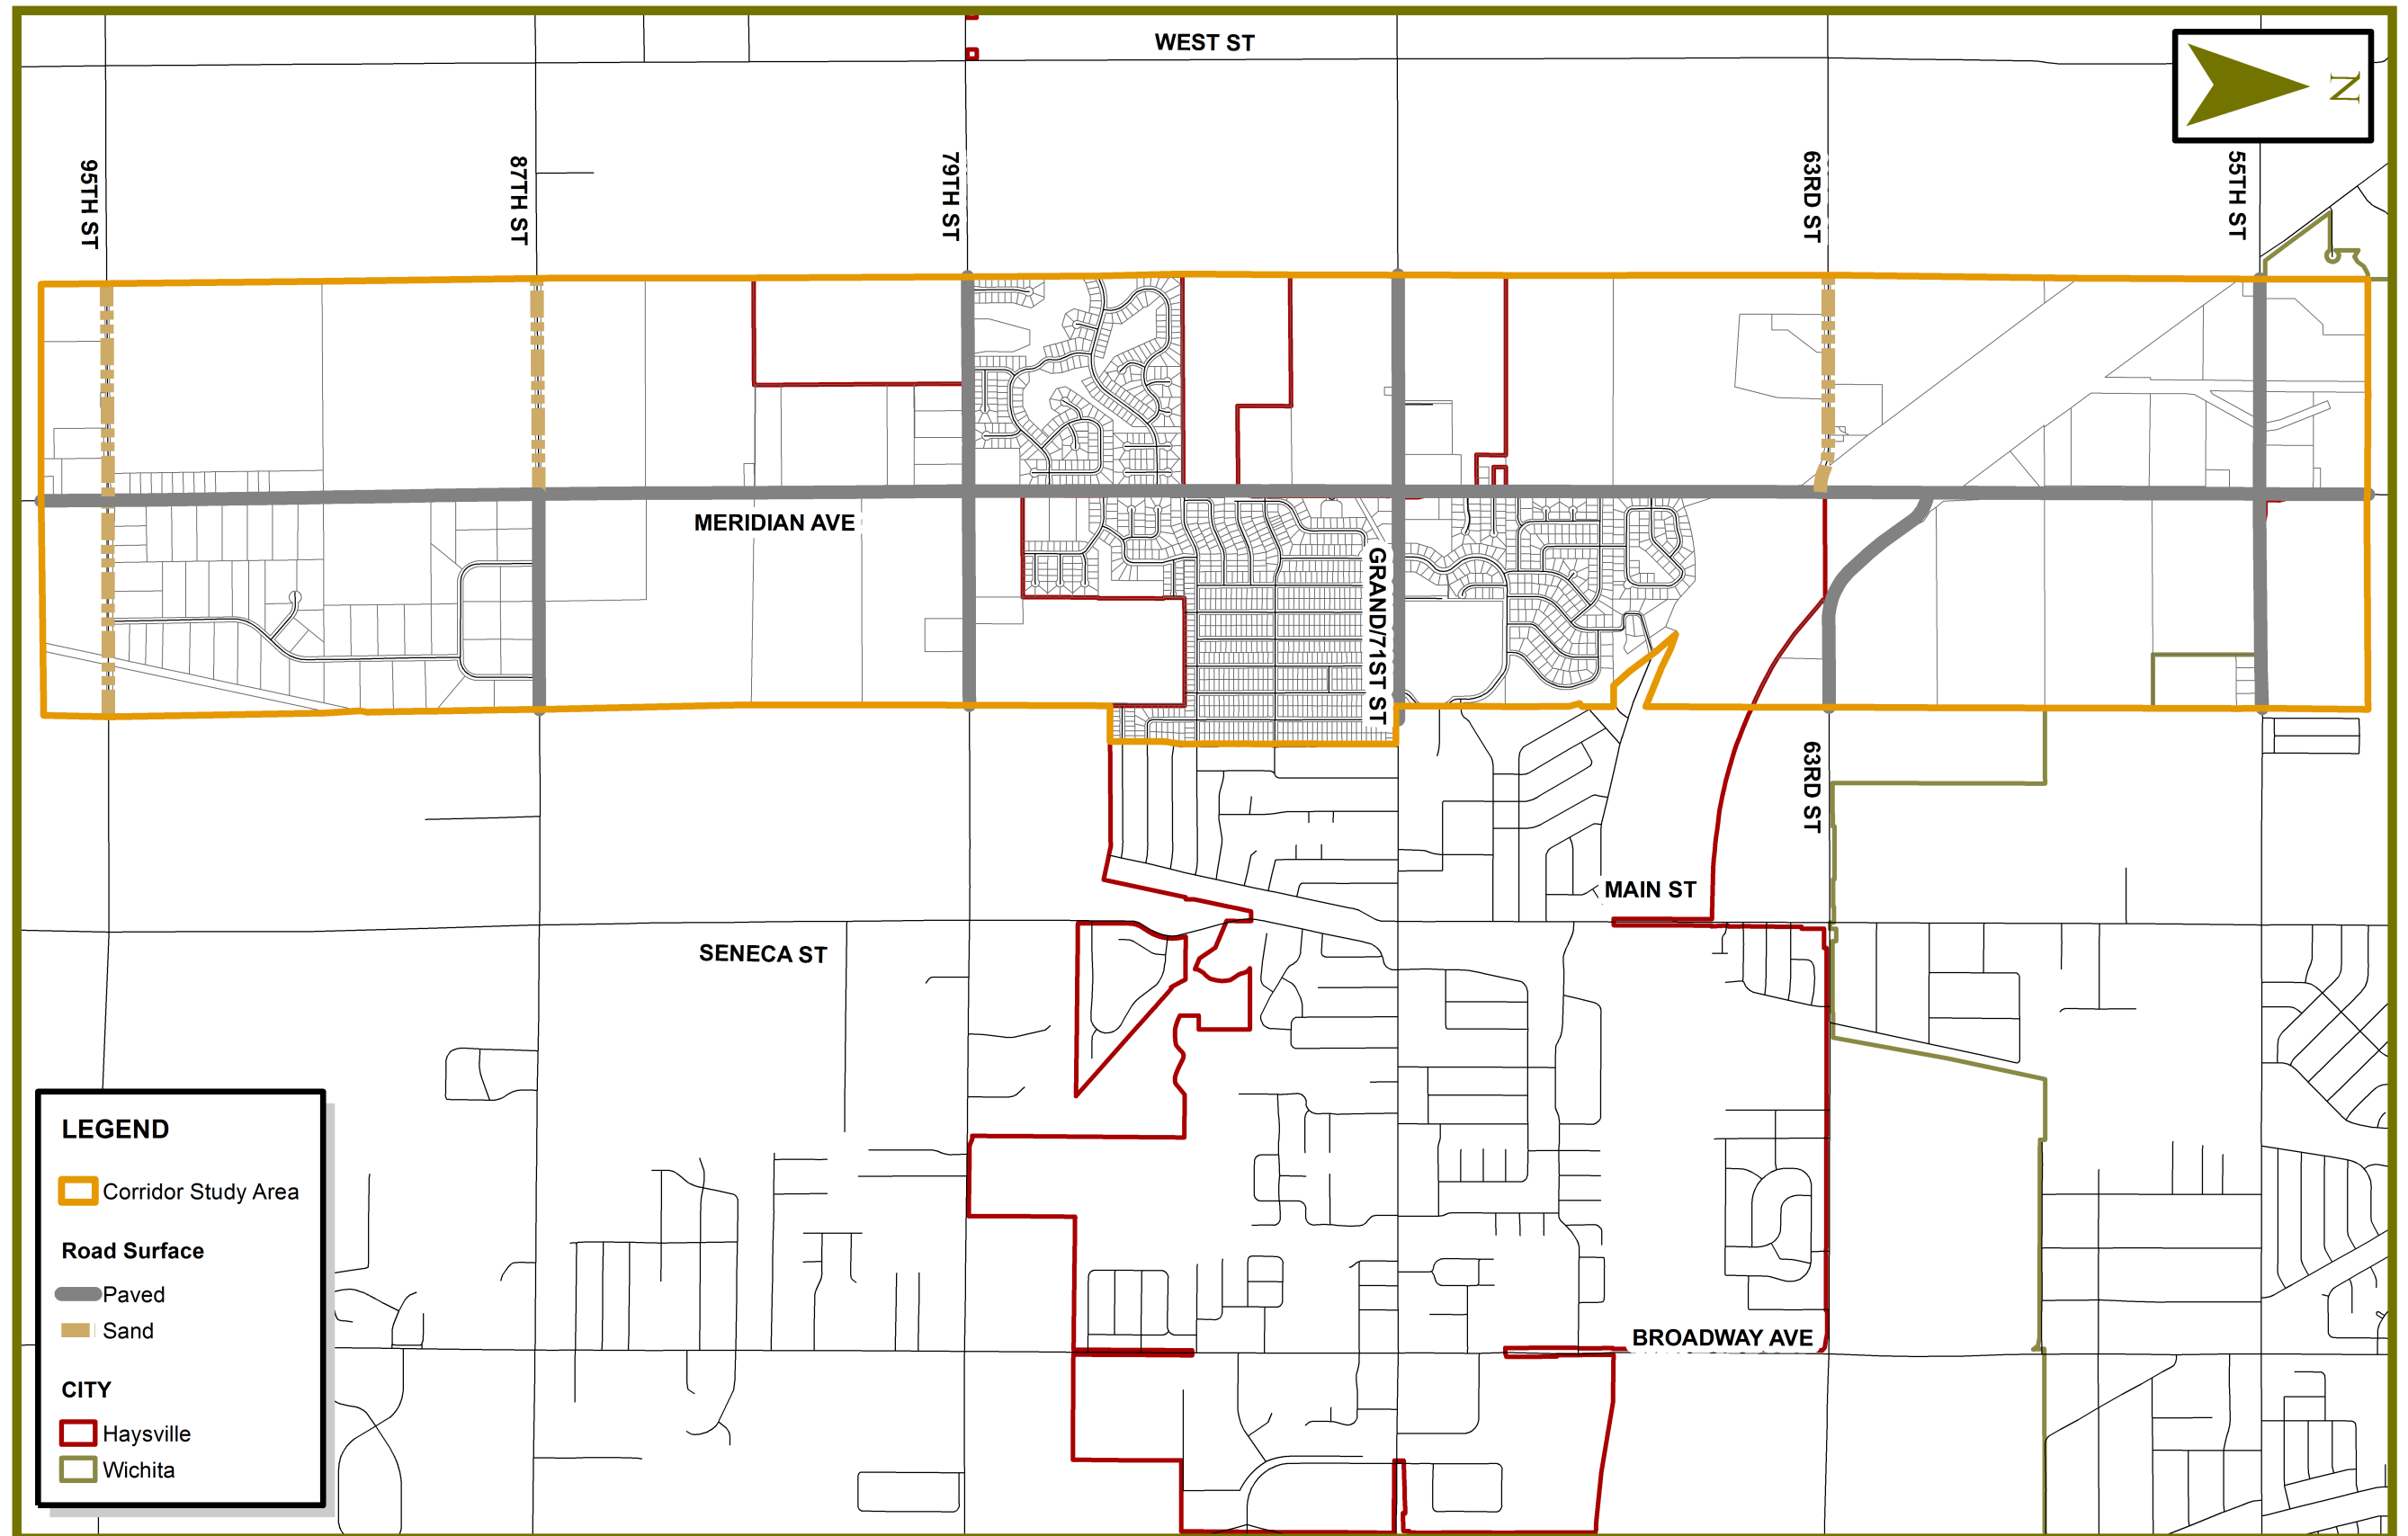 WEST ST
N
95TH ST
87TH ST
79TH ST
63RD ST
55TH ST
MERIDIAN AVE
GRAND/71ST ST
63RD ST
MAIN ST
SENECA ST
BROADWAY AVE
LEGEND
Corridor Study Area
Road Surface
Paved
Sand
CITY
Haysville
Wichita